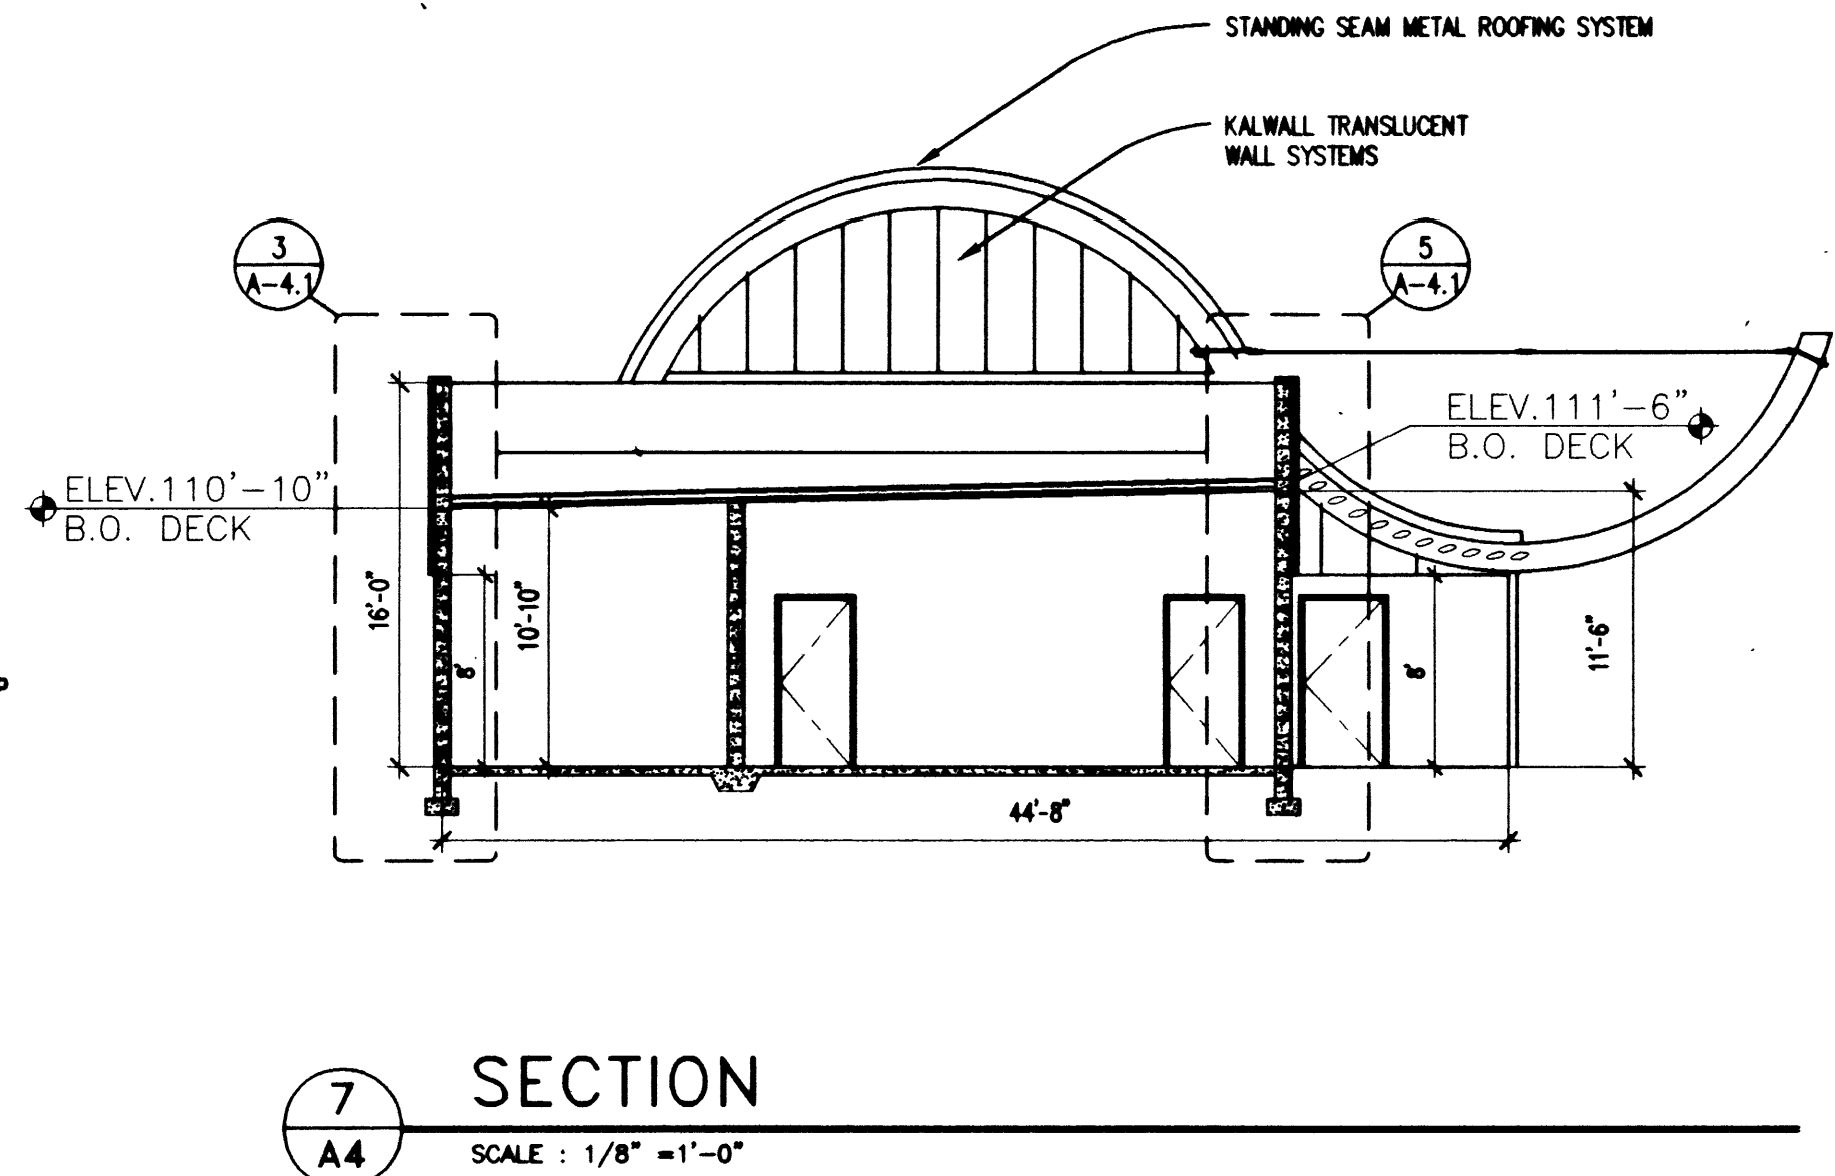 STANDING SEAM METAL ROOFING SYSTEM
KALWALL TRANSLUCENT
WALL SYSTEMS
3
A-4.1
5
A-4.1
ELEV.111'-6"
B.O. DECK
ELEV.110'-10"
B.O. DECK
16'-0"
8'
10'-10"
8'
11'-6"
44'-8"
7
A4
SECTION
SCALE : 1/8" =1'-0"